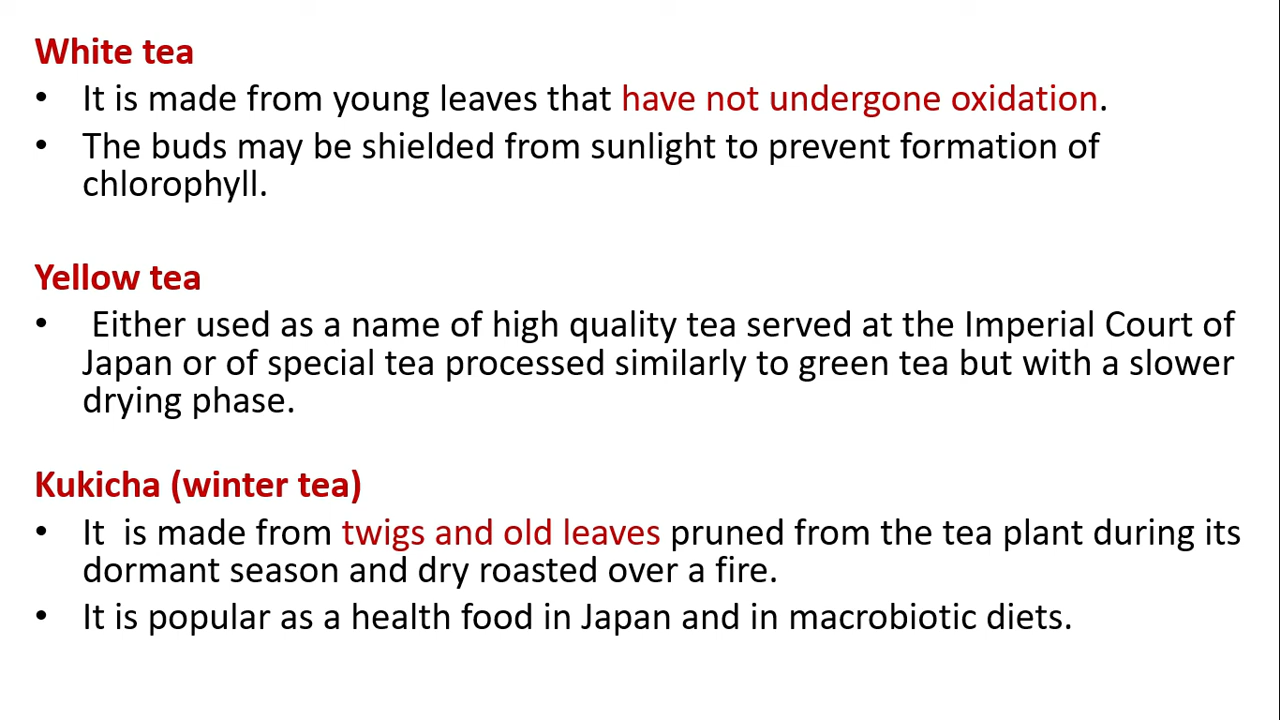 White tea
• It is made from young leaves that have not undergone oxidation.
• The buds may be shielded from sunlight to prevent formation of
chlorophyll.
Yellow tea
• Either used as a name of high quality tea served at the Imperial Court of
Japan or of special tea processed similarly to green tea but with a slower
drying phase.
Kukicha (winter tea)
• It  is made from twigs and old leaves pruned from the tea plant during its
dormant season and dry roasted over a fire.
• It is popular as a health food in Japan and in macrobiotic diets.